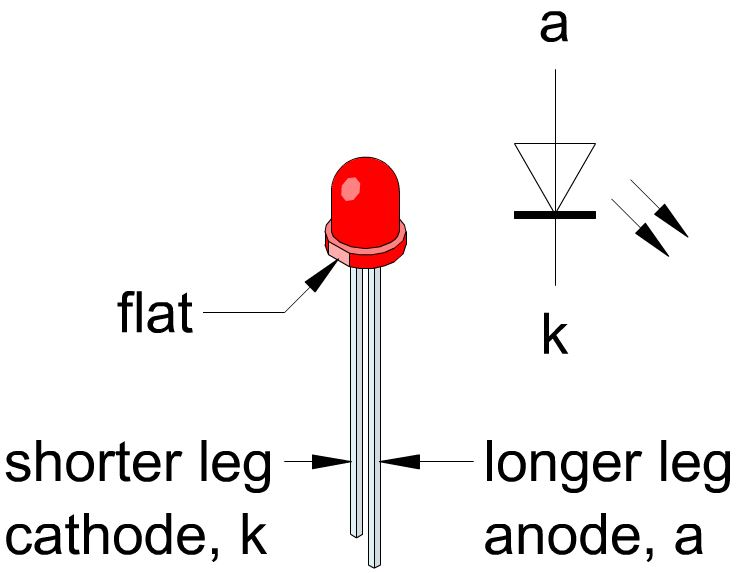 a
flat
k
shorter leg
cathode, k
longer leg
anode, a